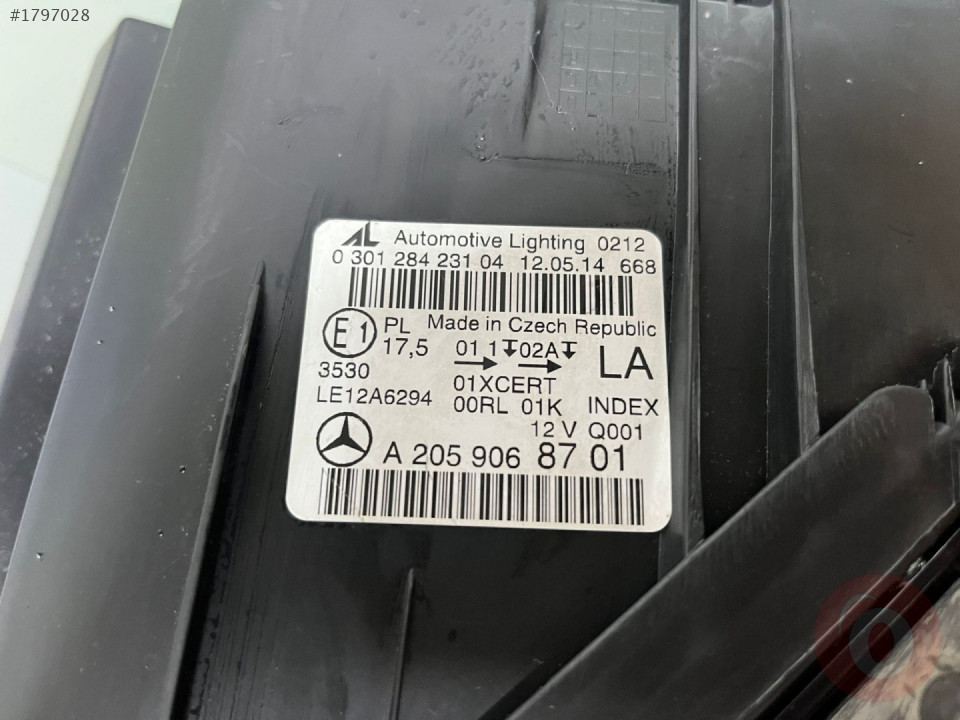 #1797028
AL Automotive Lighting 0212
0 301 284 231 04 12.05.14 668
E1 PL Made in Czech Republic
17,5 01 1 02A LA
3530
01XCERT
LE12A6294 00RL 01K INDEX
12 V Q001
A 205 906 87 01